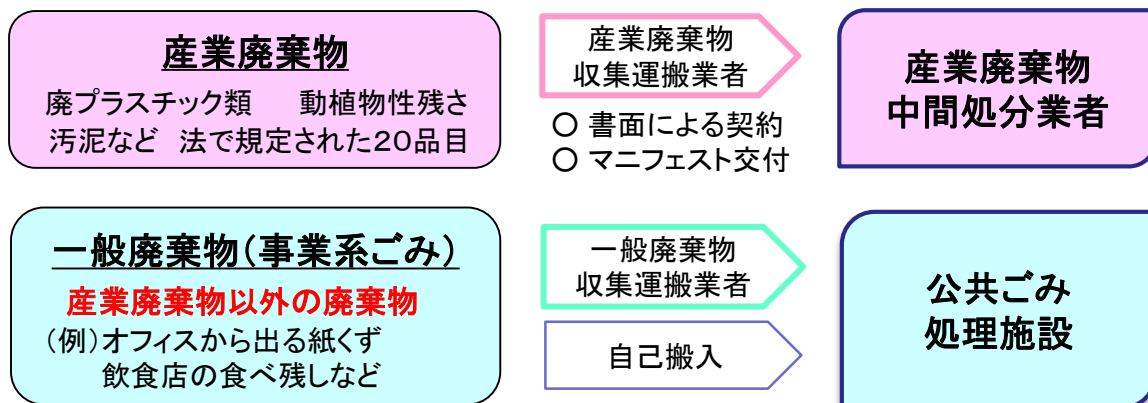 産業廃棄物
廃プラスチック類 動植物性残さ
汚泥など 法で規定された20品目
産業廃棄物
収集運搬業者
○ 書面による契約
○ マニフェスト交付
産業廃棄物
中間処分業者
一般廃棄物(事業系ごみ)
産業廃棄物以外の廃棄物
(例)オフィスから出る紙くず
飲食店の食べ残しなど
一般廃棄物
収集運搬業者
自己搬入
公共ごみ
処理施設